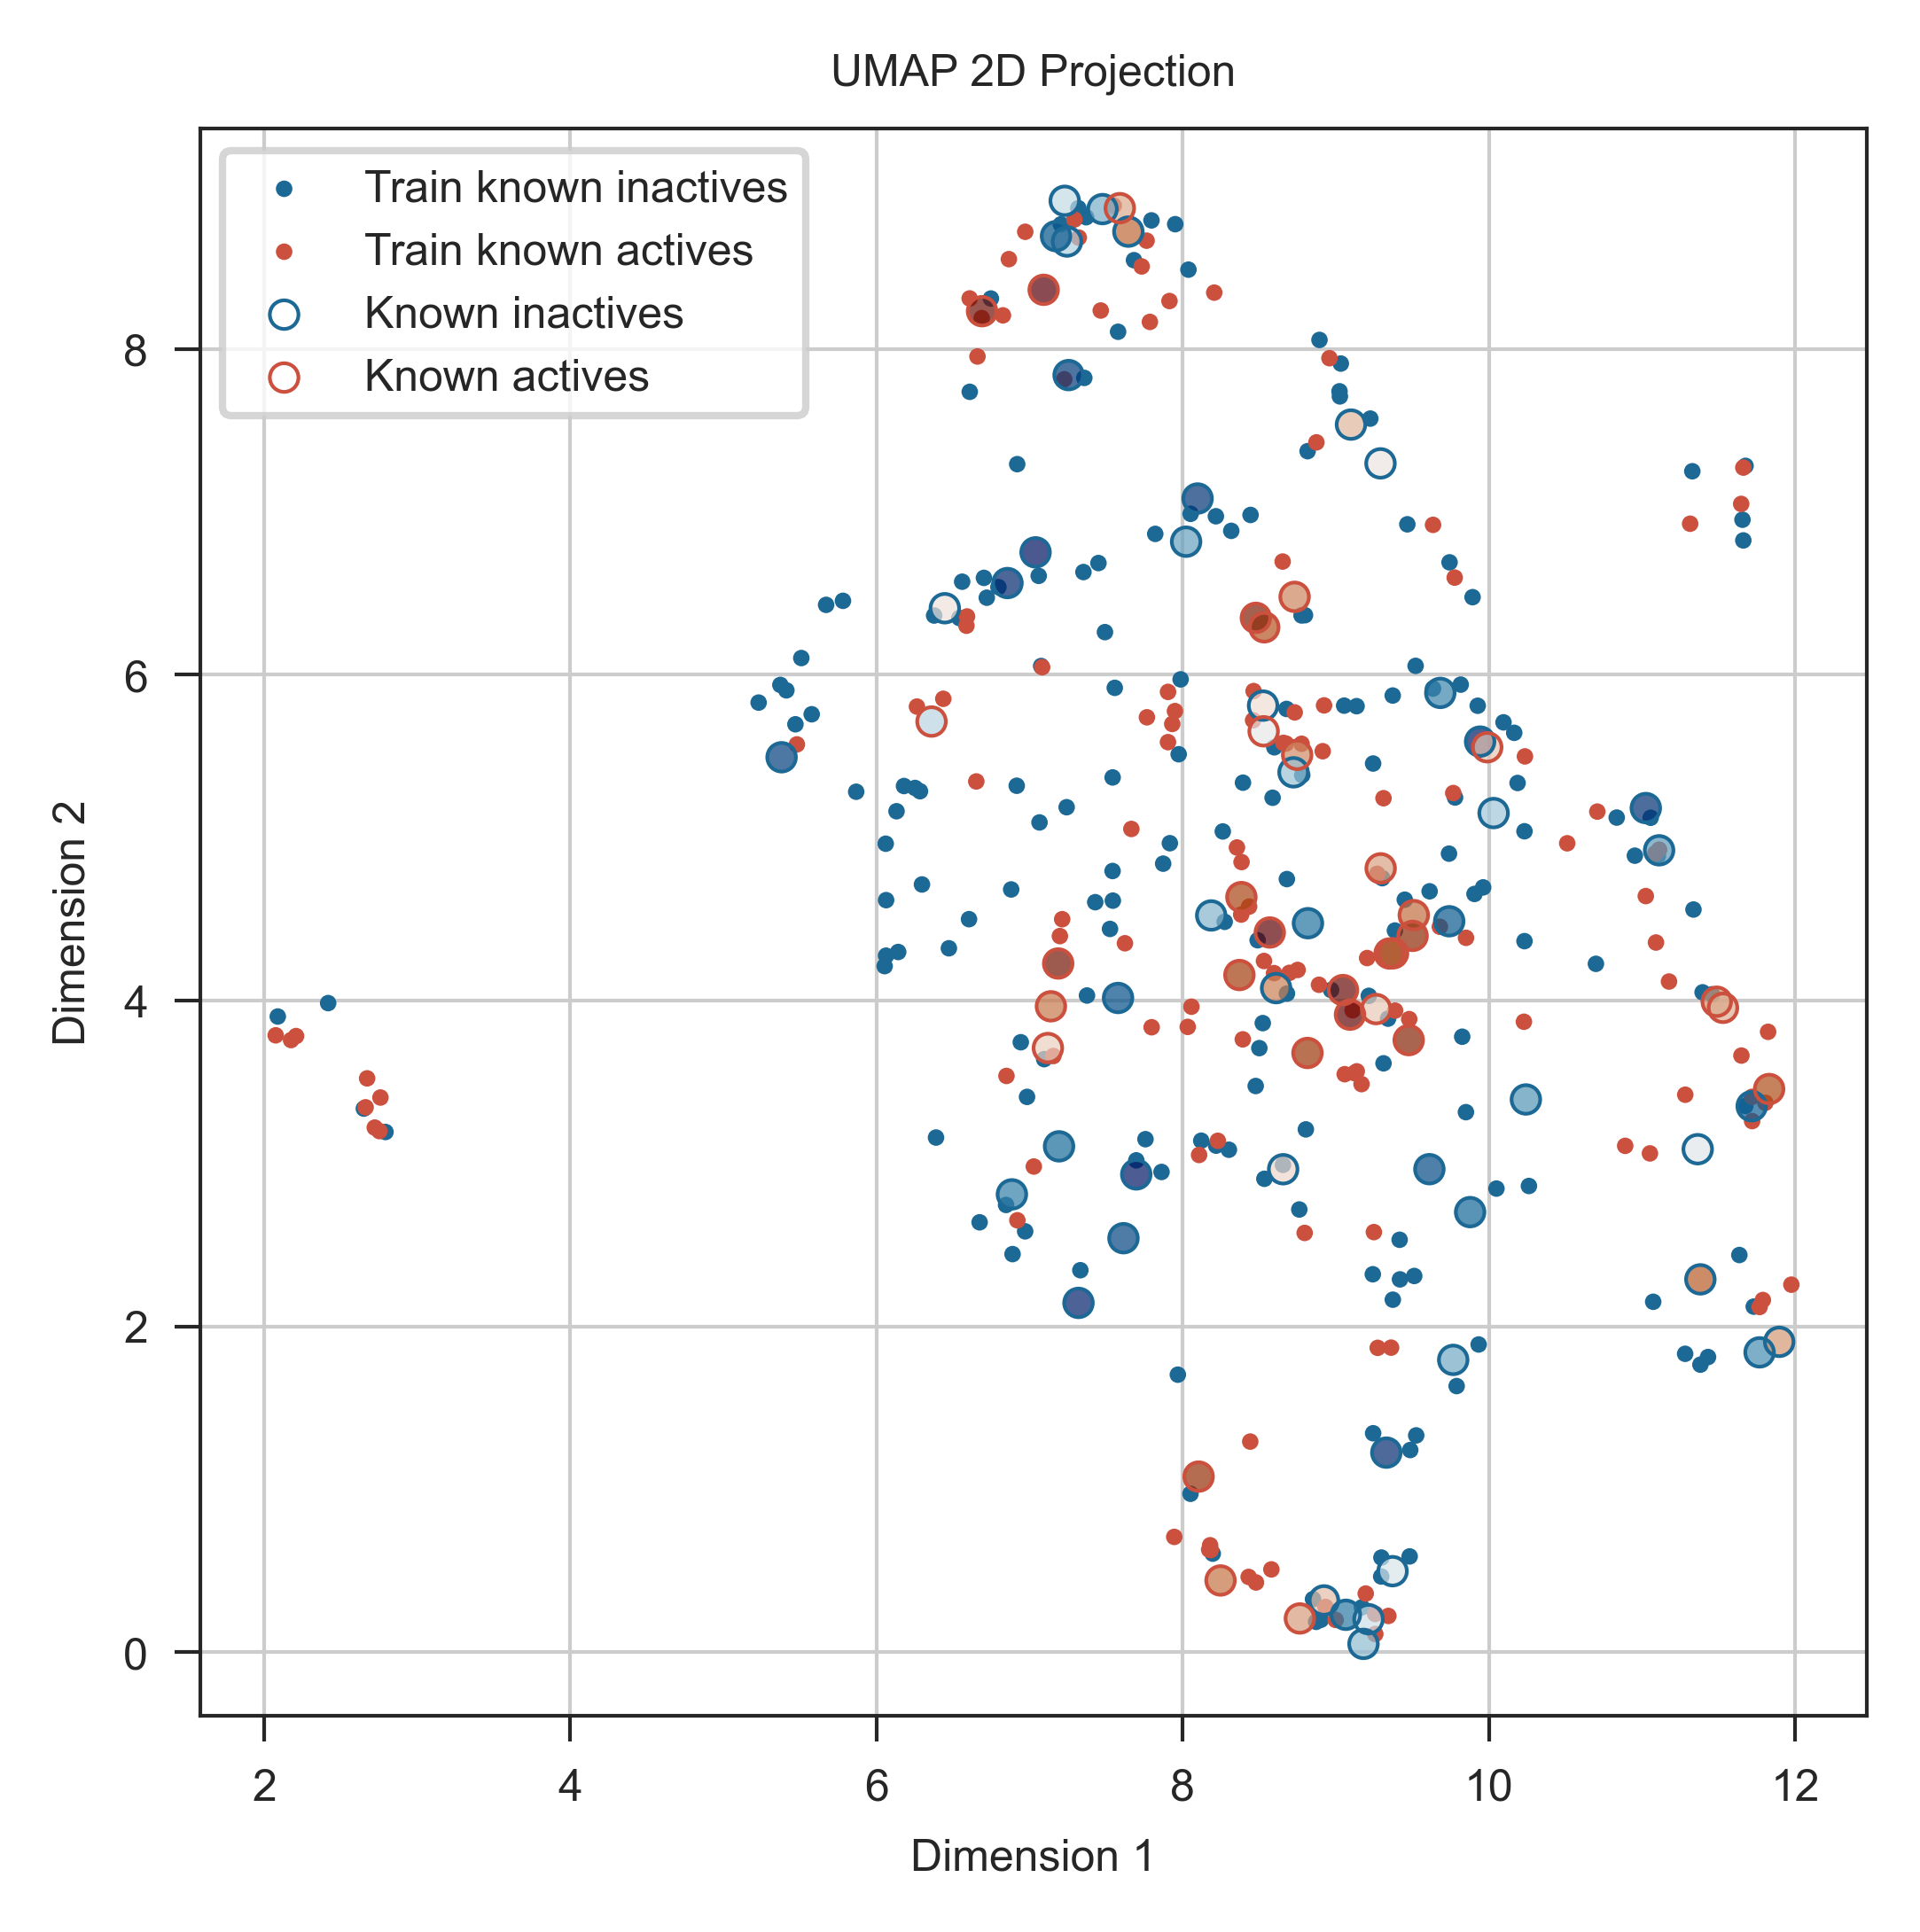 UMAP 2D Projection
Train known inactives
Train known actives
Known inactives
Known actives
8
6
4
2
0
Dimension 2
2
4
6
8
10
12
Dimension 1